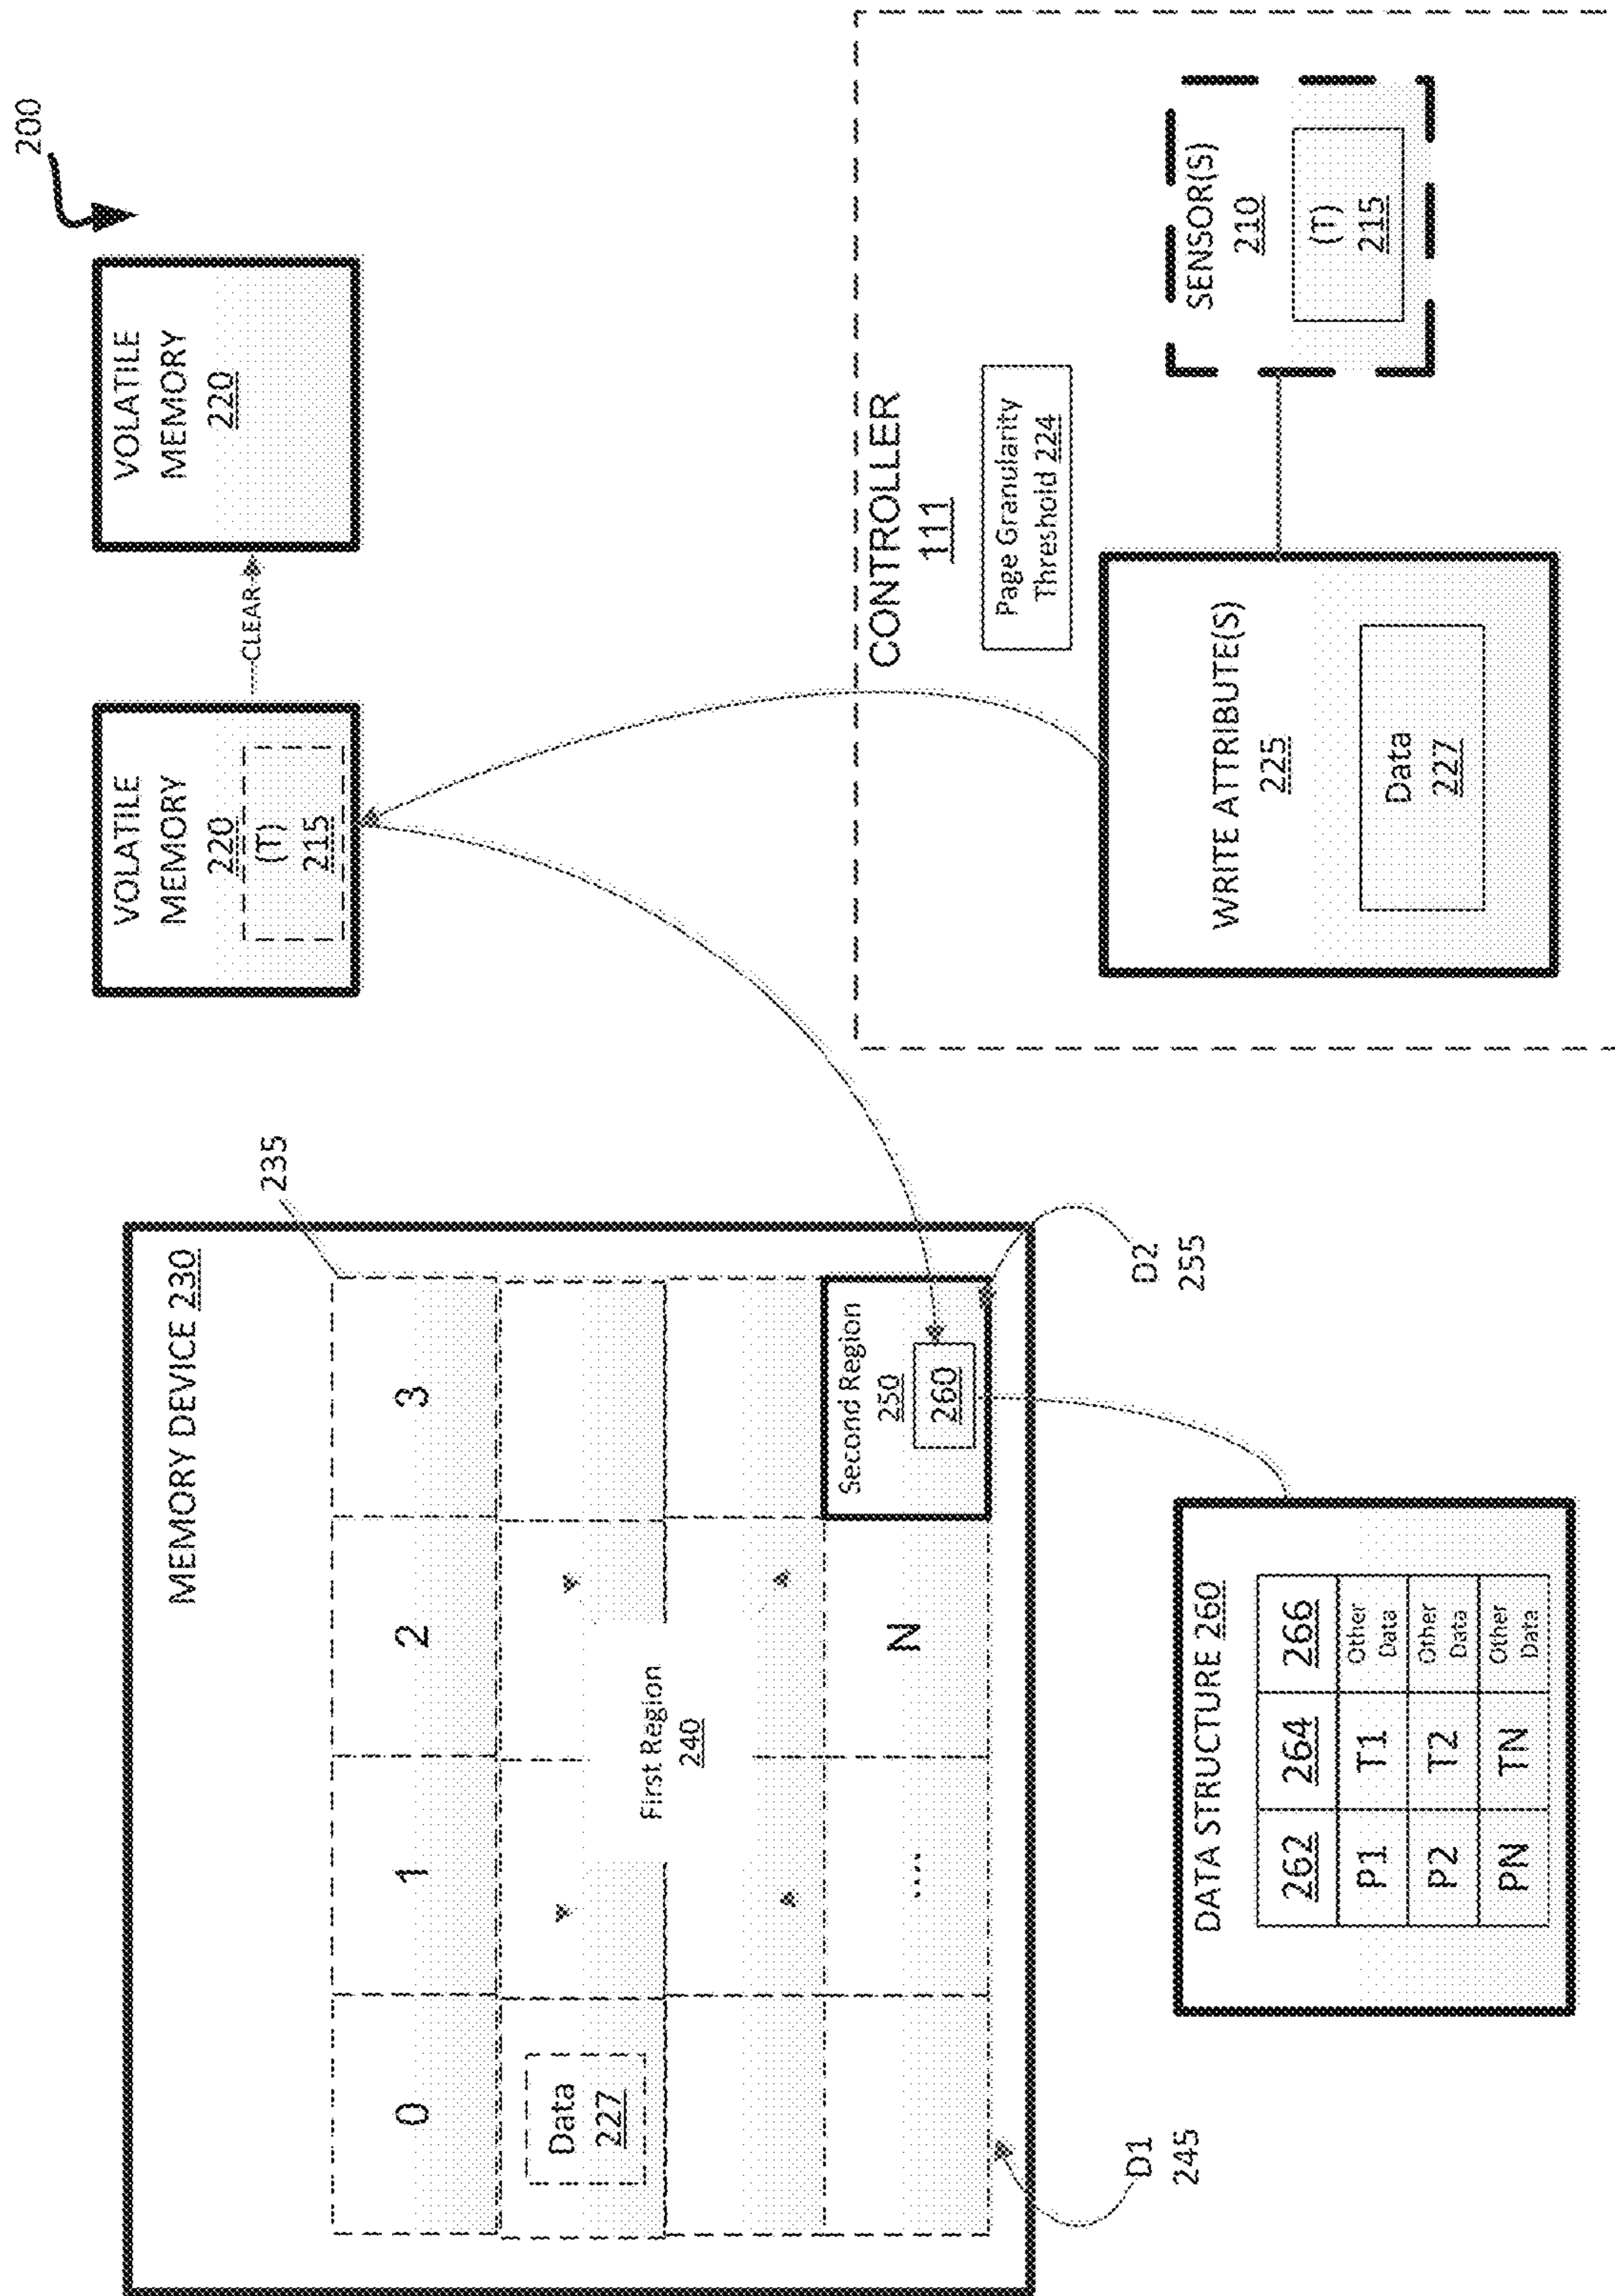 200
MEMORY DEVICE 230
235
0
1
2
3
Data
227
First Region
240
...
N
Second Region
250
260
D1
245
D2
255
DATA STRUCTURE 260
262 264 266
P1 T1 Other Data
P2 T2 Other Data
PN TN Other Data
VOLATILE
MEMORY
220
(T)
215
CLEAR
VOLATILE
MEMORY
220
CONTROLLER
111
Page Granularity
Threshold 224
WRITE ATTRIBUTE(S)
225
Data
227
SENSOR(S)
210
(T)
215